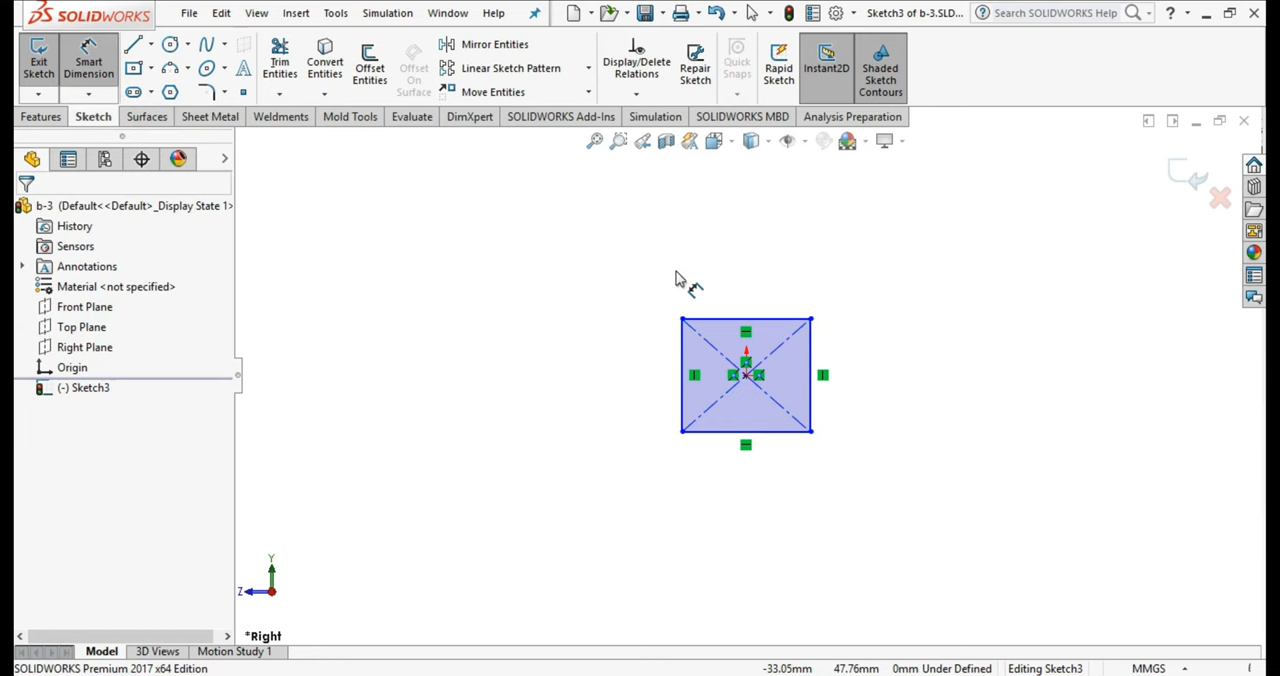 SOLIDWORKS File Edit View Insert Tools Simulation Window Help Sketch3 of b-3.SLD... Search SOLIDWORKS Help ?
Exit Sketch
Smart Dimension
Trim Entities
Convert Entities
Offset Entities
Offset On Surface
Mirror Entities
Linear Sketch Pattern
Move Entities
Display/Delete Relations
Repair Sketch
Quick Snaps
Rapid Sketch
Instant2D
Shaded Sketch Contours
Features Sketch Surfaces Sheet Metal Weldments Mold Tools Evaluate DimXpert SOLIDWORKS Add-Ins Simulation SOLIDWORKS MBD Analysis Preparation
b-3 (Default<<Default>_Display State 1>
History
Sensors
Annotations
Material <not specified>
Front Plane
Top Plane
Right Plane
Origin
(-) Sketch3
Y
Z
*Right
Model 3D Views Motion Study 1
SOLIDWORKS Premium 2017 x64 Edition -33.05mm 47.76mm 0mm Under Defined Editing Sketch3 MMGS